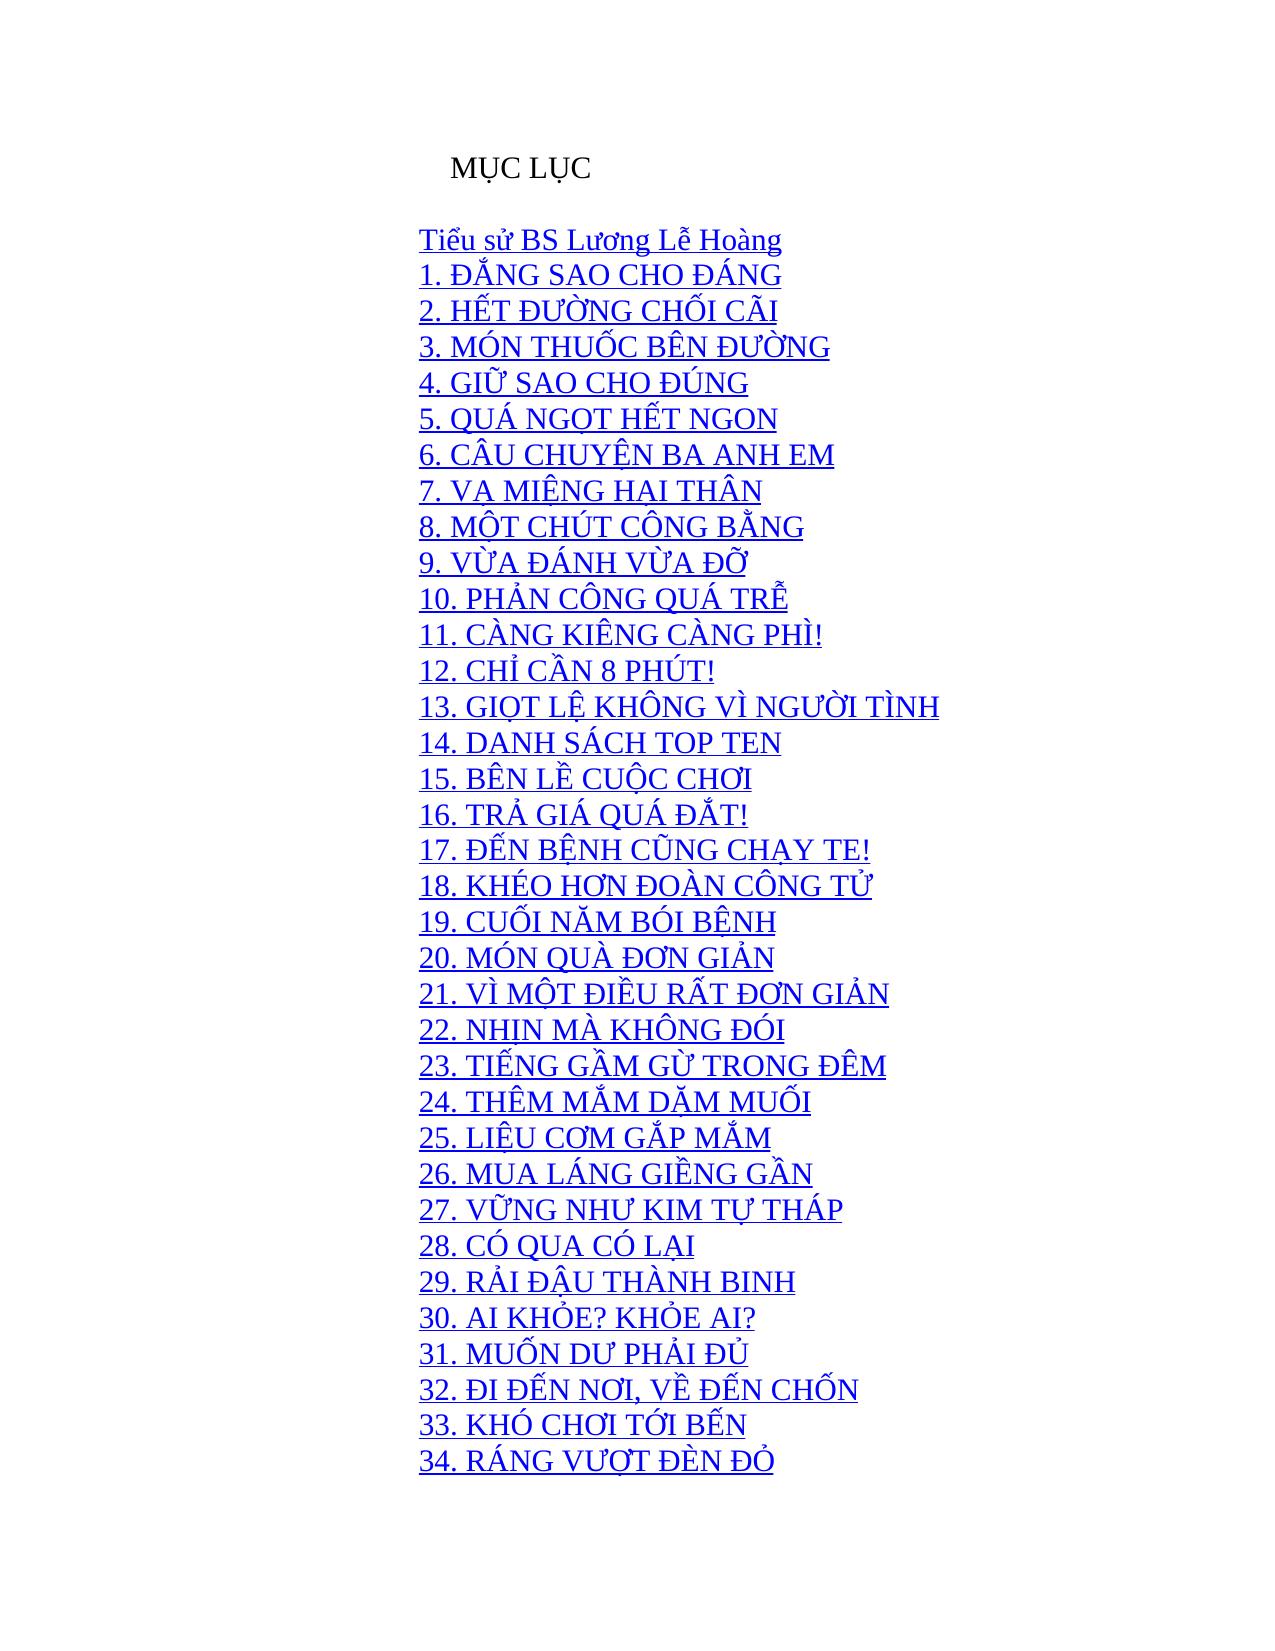 MỤC LỤC
Tiểu sử BS Lương Lễ Hoàng
1. ĐẮNG SAO CHO ĐÁNG
2. HẾT ĐƯỜNG CHỐI CÃI
3. MÓN THUỐC BÊN ĐƯỜNG
4. GIỮ SAO CHO ĐÚNG
5. QUÁ NGỌT HẾT NGON
6. CÂU CHUYỆN BA ANH EM
7. VẠ MIỆNG HẠI THÂN
8. MỘT CHÚT CÔNG BẰNG
9. VỪA ĐÁNH VỪA ĐỠ
10. PHẢN CÔNG QUÁ TRỄ
11. CÀNG KIÊNG CÀNG PHÌ!
12. CHỈ CẦN 8 PHÚT!
13. GIỌT LỆ KHÔNG VÌ NGƯỜI TÌNH
14. DANH SÁCH TOP TEN
15. BÊN LỀ CUỘC CHƠI
16. TRẢ GIÁ QUÁ ĐẮT!
17. ĐẾN BỆNH CŨNG CHẠY TE!
18. KHÉO HƠN ĐOÀN CÔNG TỬ
19. CUỐI NĂM BÓI BỆNH
20. MÓN QUÀ ĐƠN GIẢN
21. VÌ MỘT ĐIỀU RẤT ĐƠN GIẢN
22. NHỊN MÀ KHÔNG ĐÓI
23. TIẾNG GẦM GỪ TRONG ĐÊM
24. THÊM MẮM DẶM MUỐI
25. LIỆU CƠM GẮP MẮM
26. MUA LÁNG GIỀNG GẦN
27. VỮNG NHƯ KIM TỰ THÁP
28. CÓ QUA CÓ LẠI
29. RẢI ĐẬU THÀNH BINH
30. AI KHỎE? KHỎE AI?
31. MUỐN DƯ PHẢI ĐỦ
32. ĐI ĐẾN NƠI, VỀ ĐẾN CHỐN
33. KHÓ CHƠI TỚI BẾN
34. RÁNG VƯỢT ĐÈN ĐỎ